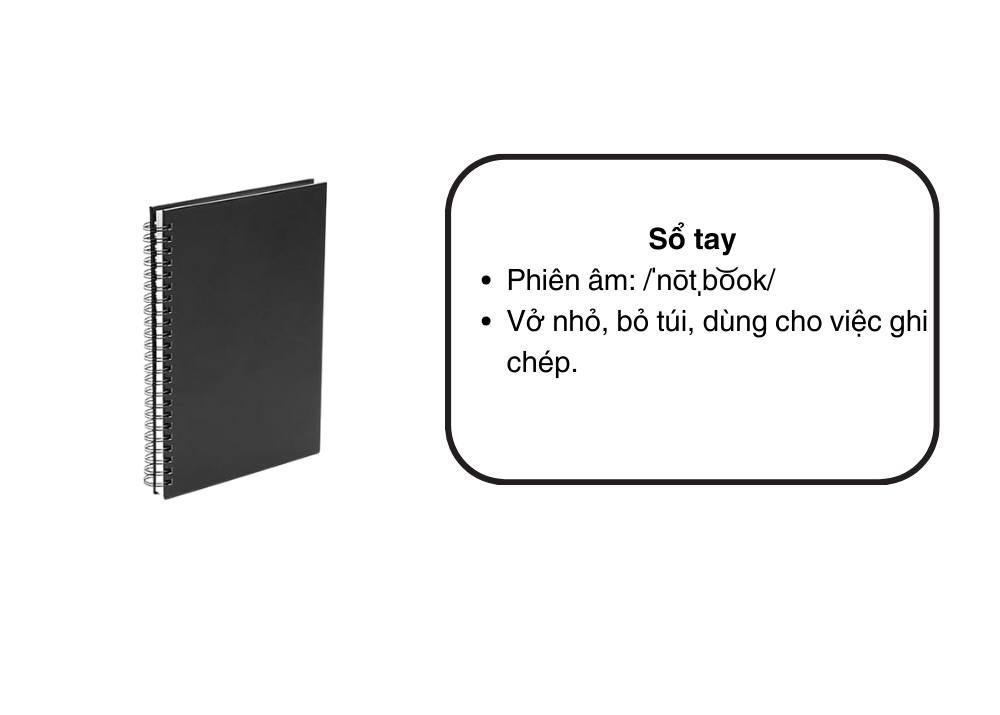 Sổ tay
• Phiên âm: /ˈnōtˌbo͝ok/
• Vở nhỏ, bỏ túi, dùng cho việc ghi
chép.